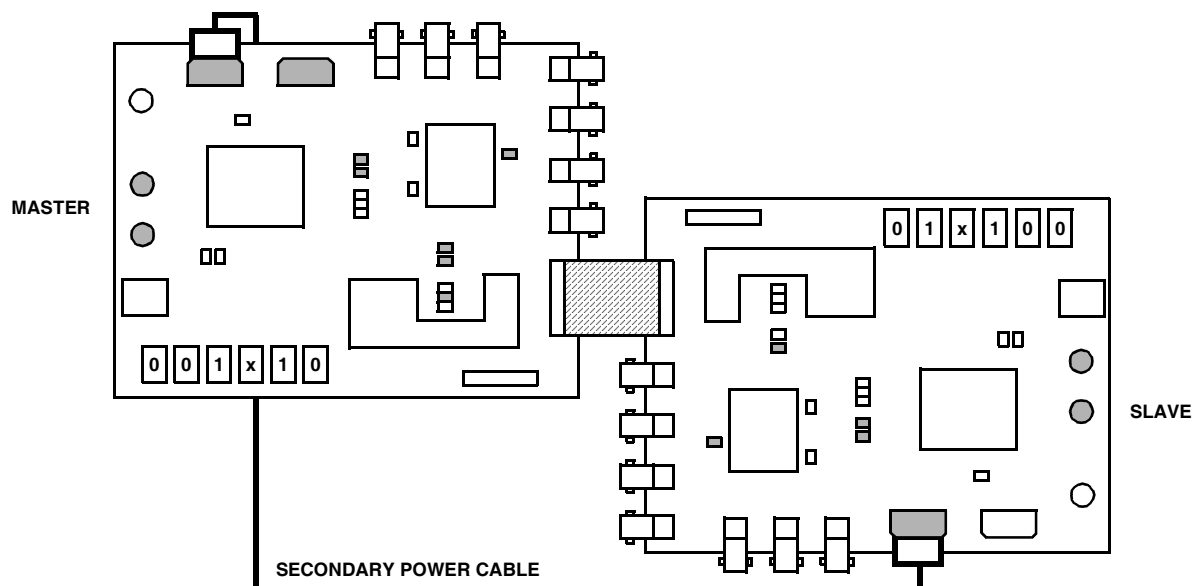 MASTER
0 1 x 1 0 0
0 0 1 x 1 0
SLAVE
SECONDARY POWER CABLE